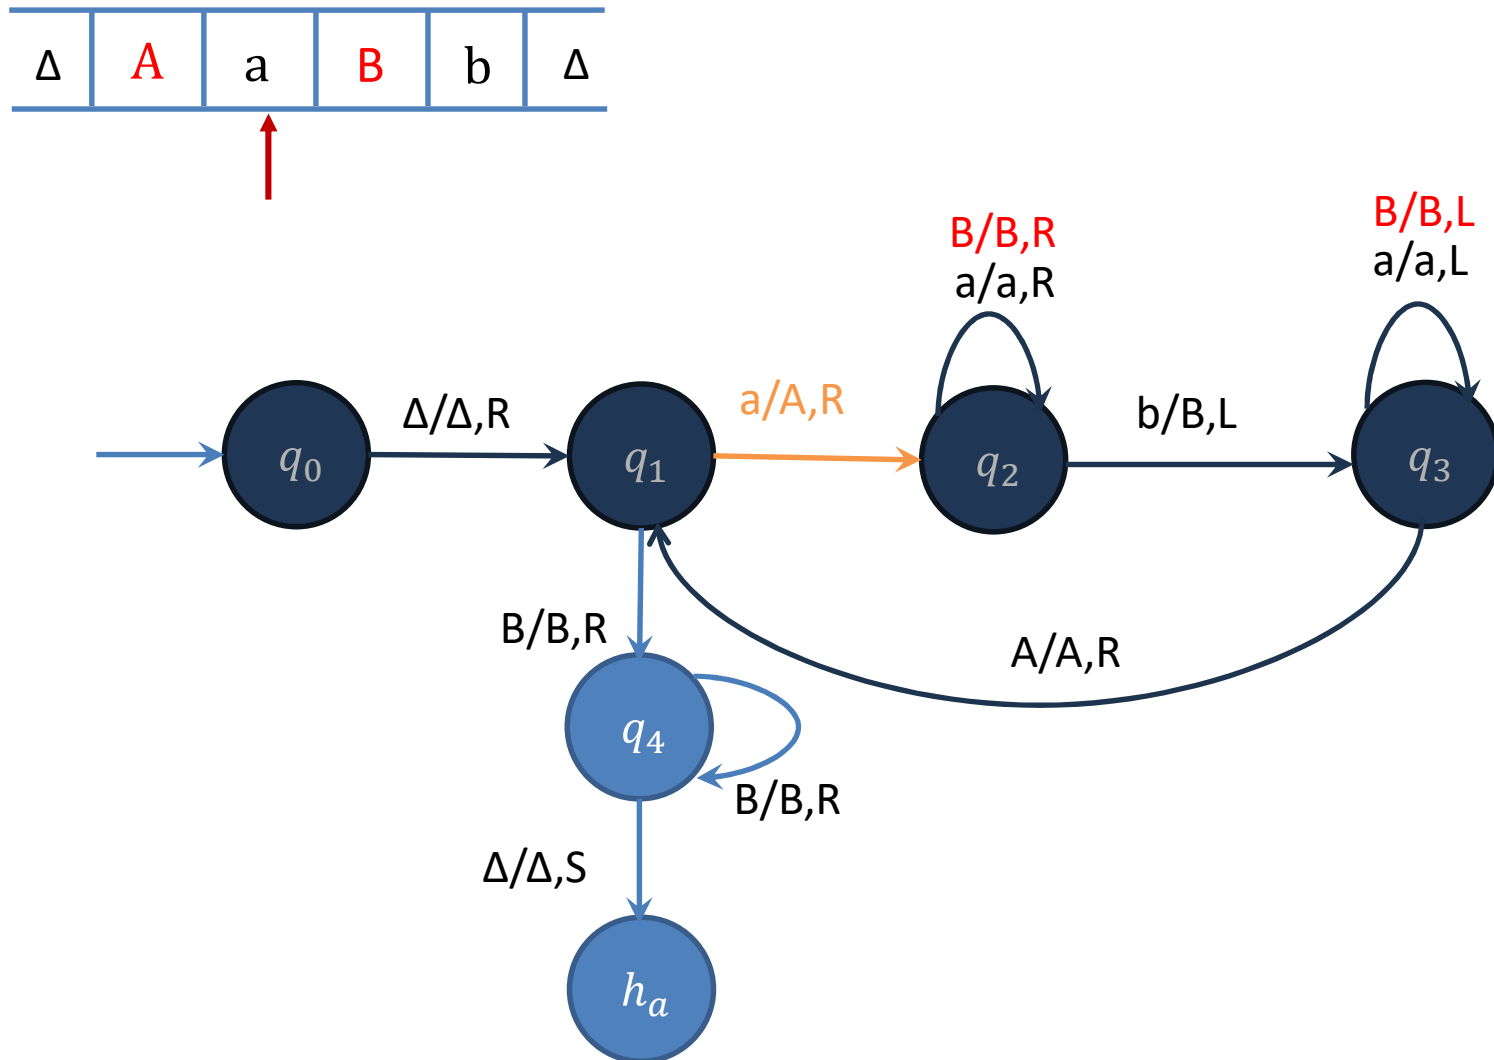 Δ A a B b Δ
B/B,R
a/a,R
B/B,L
a/a,L
Δ/Δ,R
a/A,R
b/B,L
q0
q1
q2
q3
B/B,R
A/A,R
q4
B/B,R
Δ/Δ,S
ha